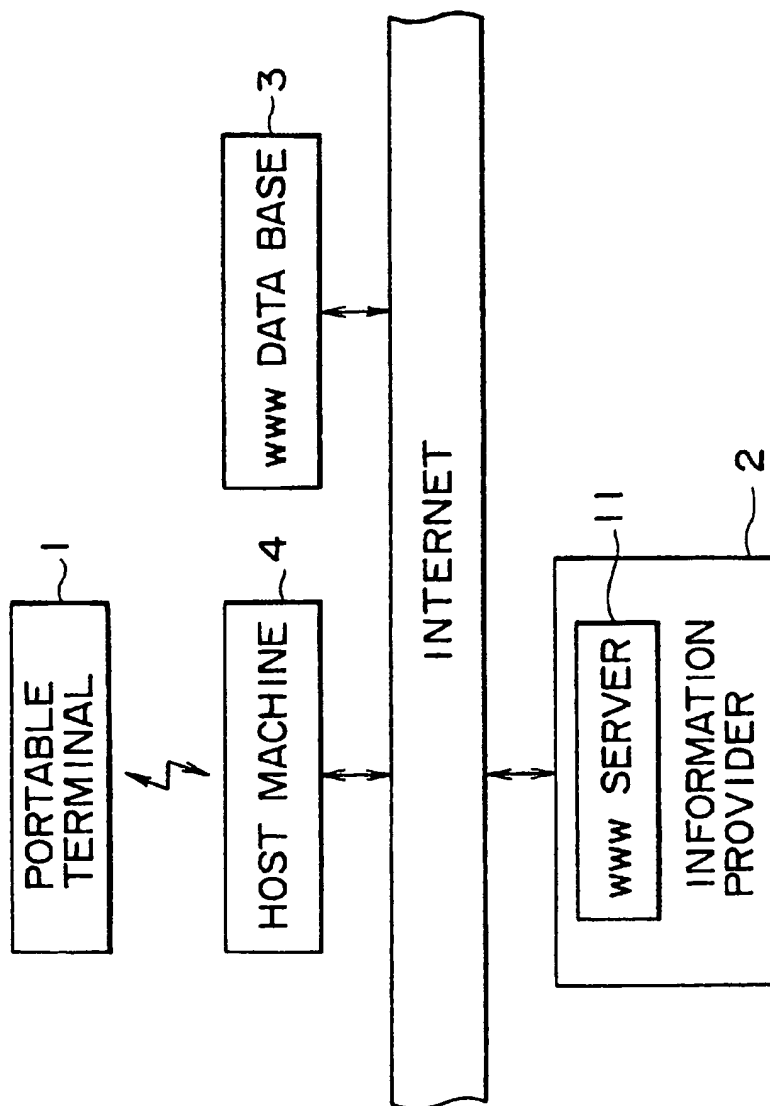 PORTABLE
TERMINAL
1
HOST MACHINE
4
WWW DATA BASE
3
INTERNET
WWW SERVER
11
INFORMATION
PROVIDER
2